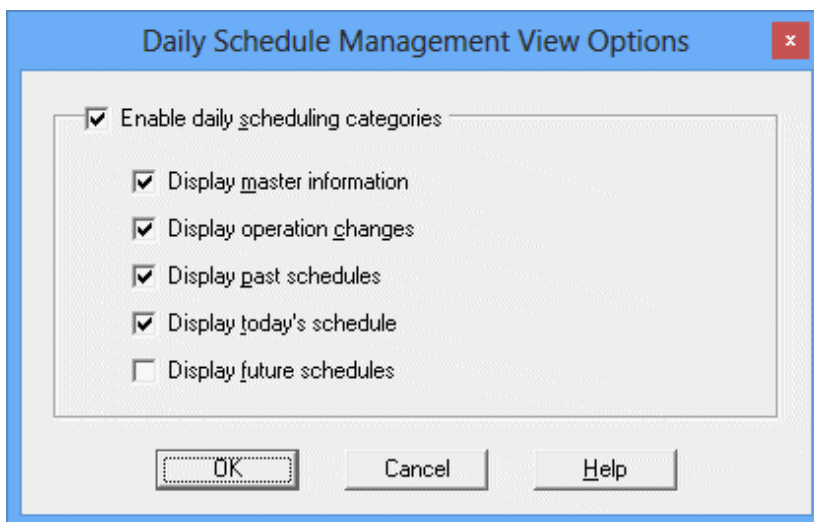 Daily Schedule Management View Options
x
Enable daily scheduling categories
Display master information
Display operation changes
Display past schedules
Display today's schedule
Display future schedules
OK Cancel Help